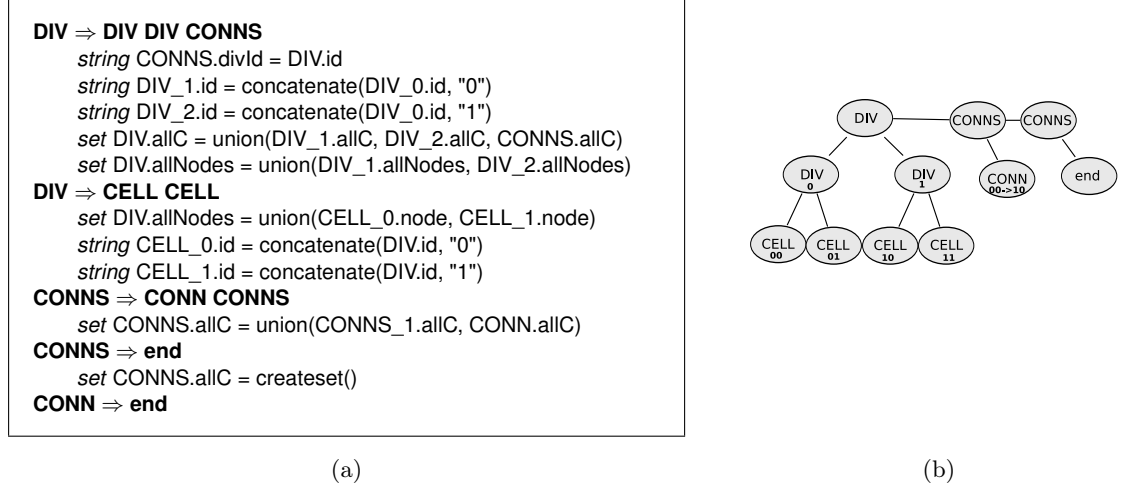 DIV ⇒ DIV DIV CONNS
string CONNS.divId = DIV.id
string DIV_1.id = concatenate(DIV_0.id, "0")
string DIV_2.id = concatenate(DIV_0.id, "1")
set DIV.allC = union(DIV_1.allC, DIV_2.allC, CONNS.allC)
set DIV.allNodes = union(DIV_1.allNodes, DIV_2.allNodes)
DIV ⇒ CELL CELL
set DIV.allNodes = union(CELL_0.node, CELL_1.node)
string CELL_0.id = concatenate(DIV.id, "0")
string CELL_1.id = concatenate(DIV.id, "1")
CONNS ⇒ CONN CONNS
set CONNS.allC = union(CONNS_1.allC, CONN.allC)
CONNS ⇒ end
set CONNS.allC = createset()
CONN ⇒ end
(a)
DIV CONNS CONNS
DIV DIV CONN end
0 1 00->10
CELL CELL CELL CELL
00 01 10 11
(b)